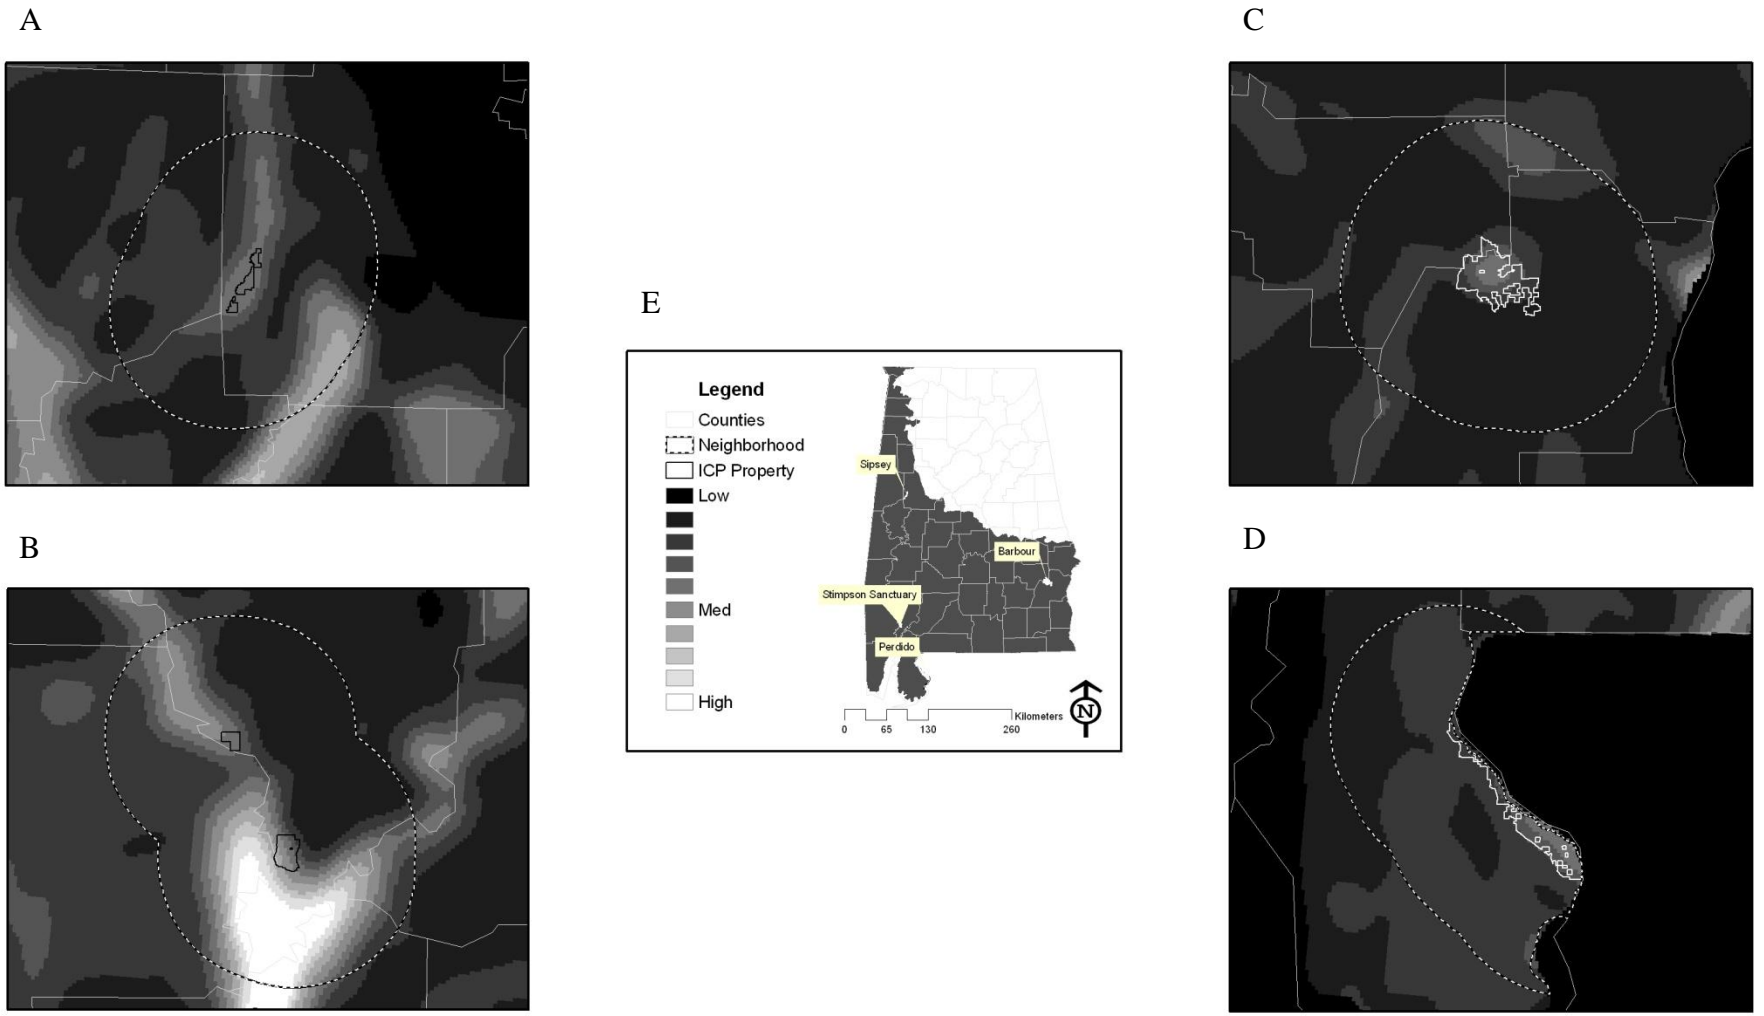 A
C
E
Legend
Counties
Neighborhood
ICP Property
Low
Med
High
Sipsey
Barbour
Stimpson Sanctuary
Perdido
N
Kilometers
0 65 130 260
B
D